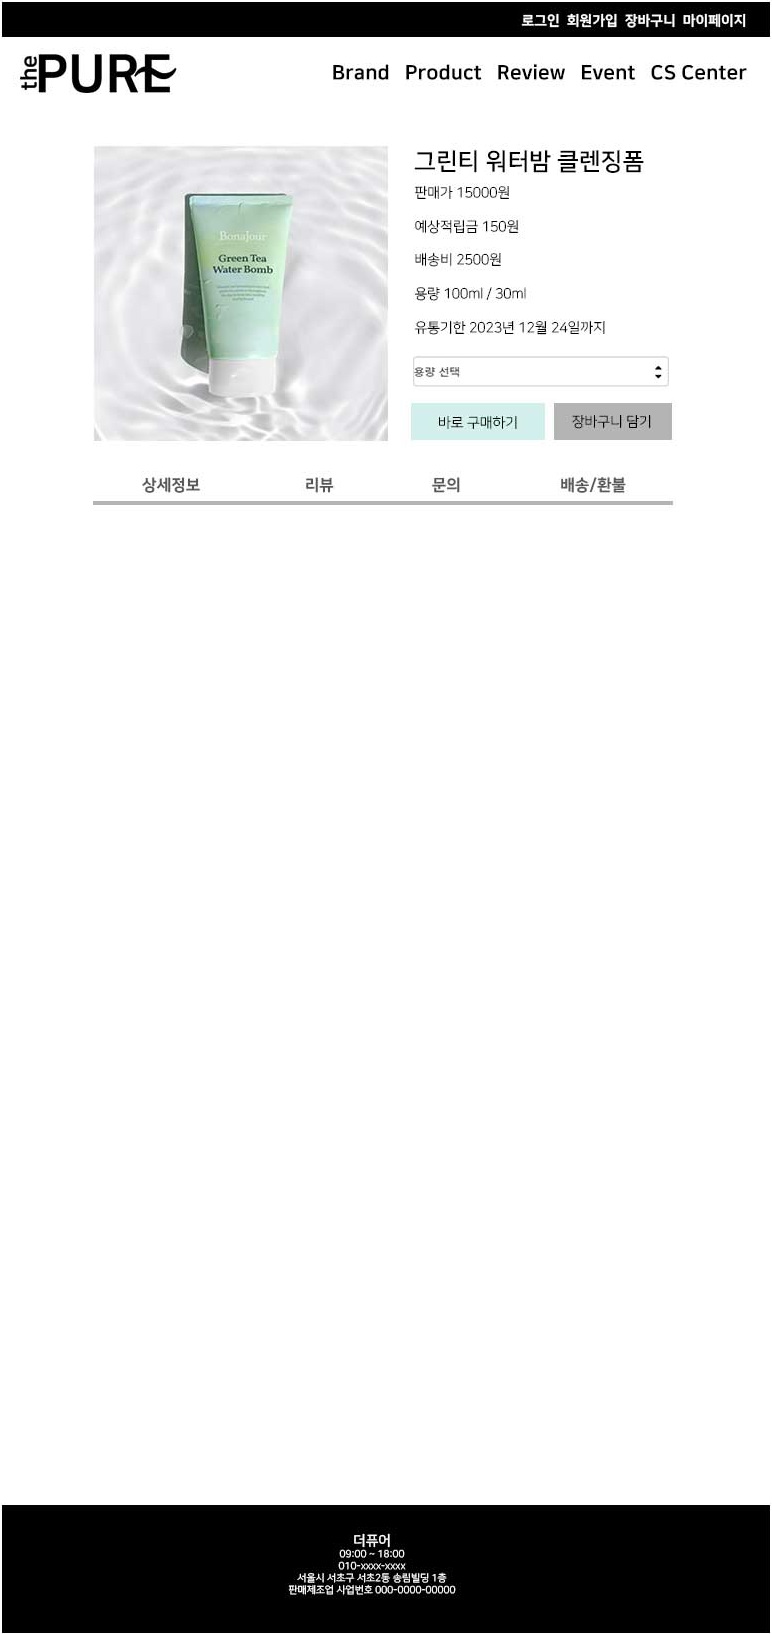 로그인 회원가입 장바구니 마이페이지
the PURE
Brand Product Review Event CS Center
그린티 워터밤 클렌징폼
판매가 15000원
예상적립금 150원
배송비 2500원
용량 100ml / 30ml
유통기한 2023년 12월 24일까지
용량 선택
바로 구매하기 장바구니 담기
BonaJour
Green Tea
Water Bomb
상세정보 리뷰 문의 배송/환불
더퓨어
09:00 ~ 18:00
010-xxxx-xxxx
서울시 서초구 서초2동 송림빌딩 1층
판매제조업 사업번호 000-0000-00000